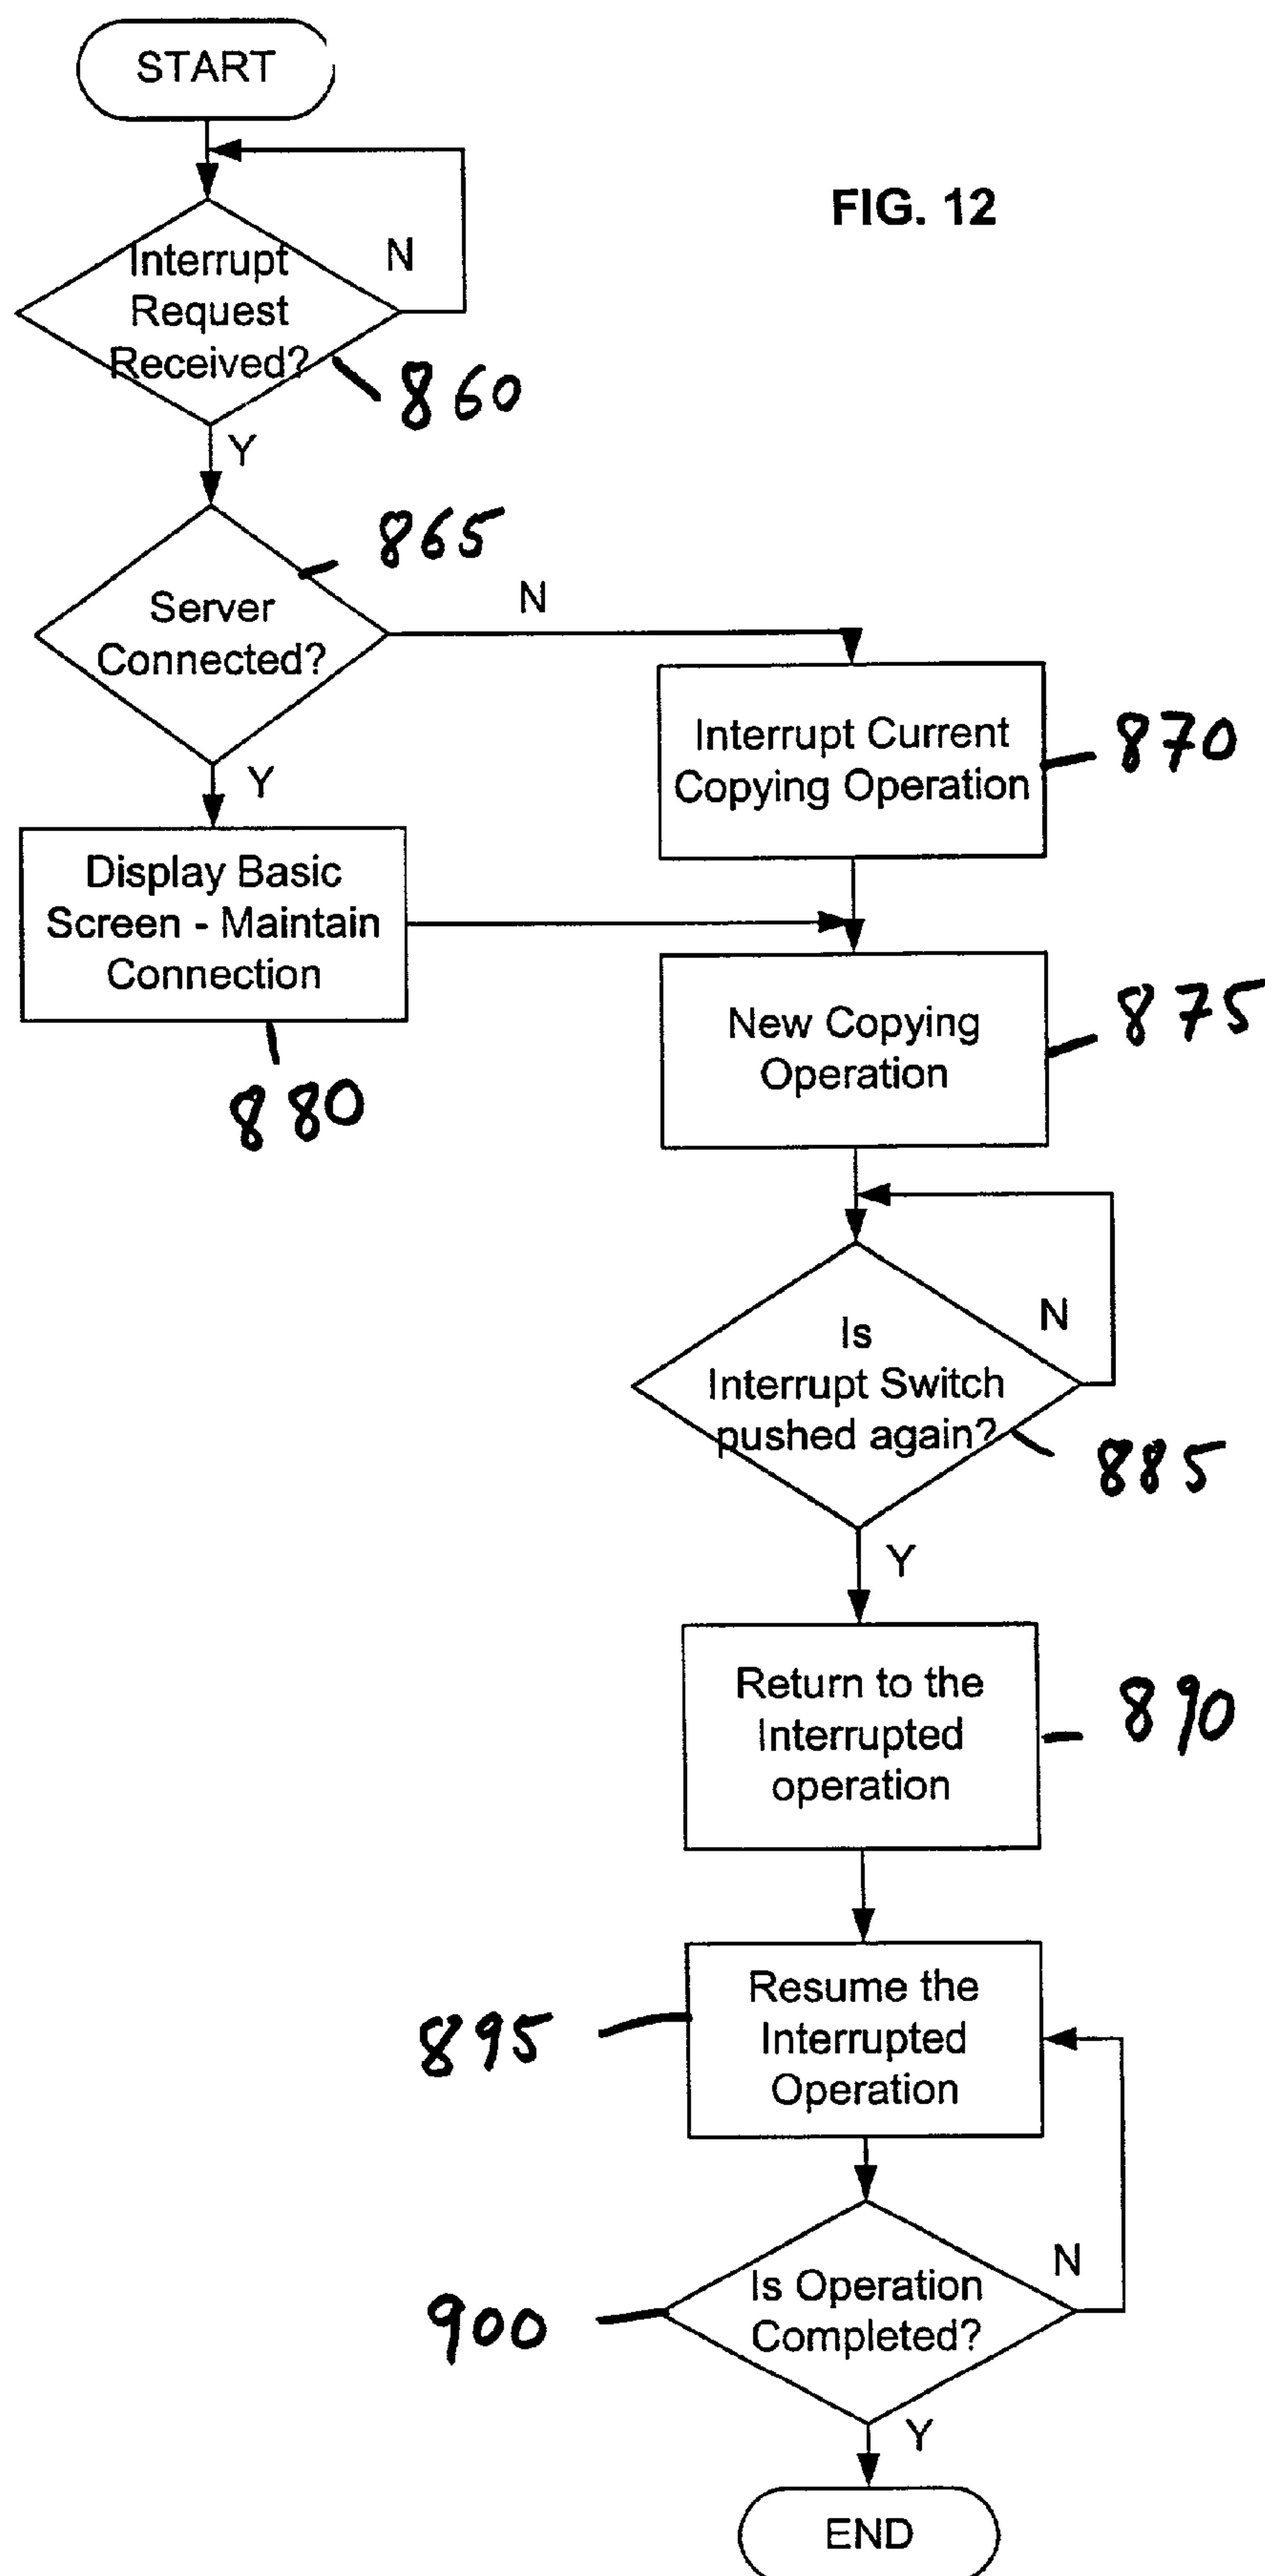 START
FIG. 12
N
Interrupt
Request
Received?
860
Y
865
N
Server
Connected?
Y
Interrupt Current
Copying Operation
870
Display Basic
Screen - Maintain
Connection
880
New Copying
Operation
875
N
Is
Interrupt Switch
pushed again?
885
Y
Return to the
Interrupted
operation
890
Resume the
Interrupted
Operation
895
N
Is Operation
Completed?
900
Y
END